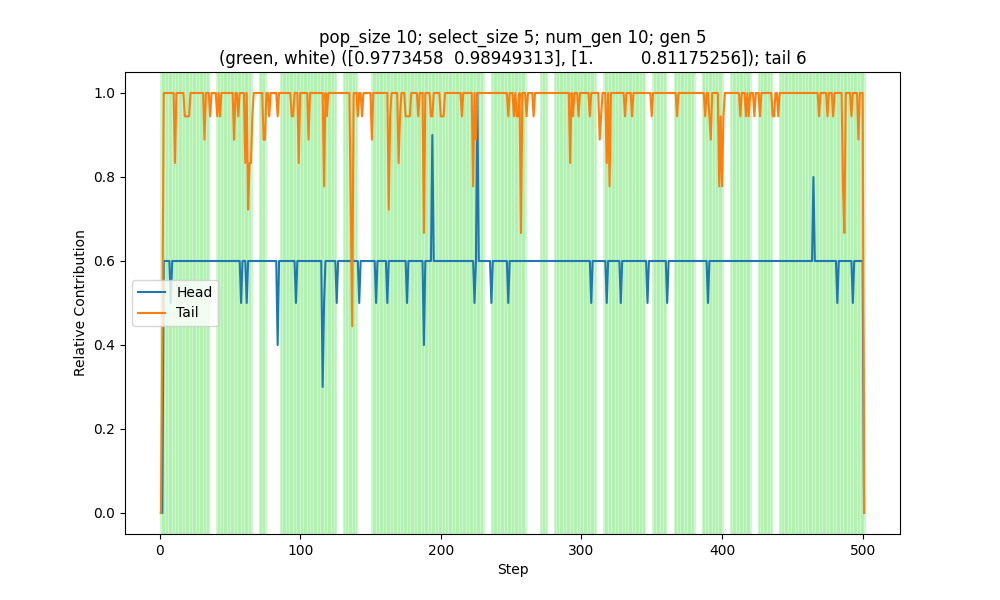 pop_size 10; select_size 5; num_gen 10; gen 5
(green, white) ([0.9773458  0.98949313], [1.         0.81175256]); tail 6
1.0
0.8
0.6
0.4
0.2
0.0
Relative Contribution
Head
Tail
0
100
200
300
400
500
Step